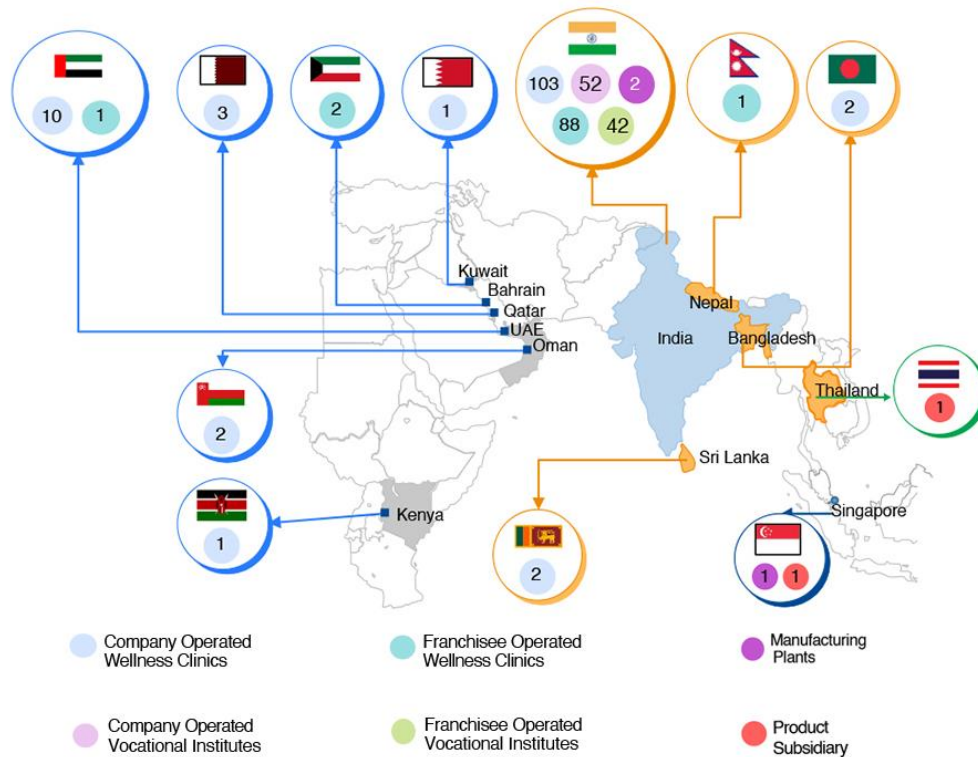 10
1
3
2
1
103
52
2
88
42
1
2
Kuwait
Bahrain
Qatar
UAE
Oman
India
Nepal
Bangladesh
Thailand
1
2
Sri Lanka
Singapore
Kenya
1
2
1
1
Company Operated
Wellness Clinics
Franchisee Operated
Wellness Clinics
Manufacturing
Plants
Company Operated
Vocational Institutes
Franchisee Operated
Vocational Institutes
Product
Subsidiary